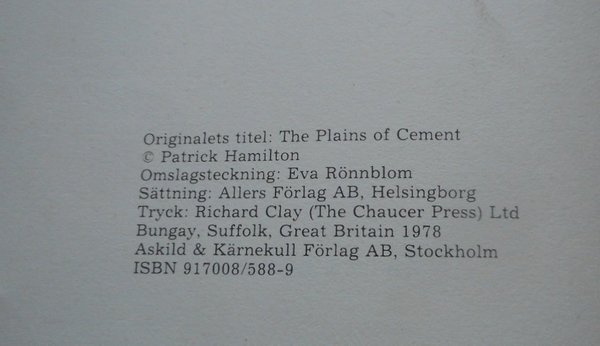 Originalets titel: The Plains of Cement
© Patrick Hamilton
Omslagsteckning: Eva Rönnblom
Sättning: Allers Förlag AB, Helsingborg
Tryck: Richard Clay (The Chaucer Press) Ltd
Bungay, Suffolk, Great Britain 1978
Askild & Kärnekull Förlag AB, Stockholm
ISBN 917008/588-9